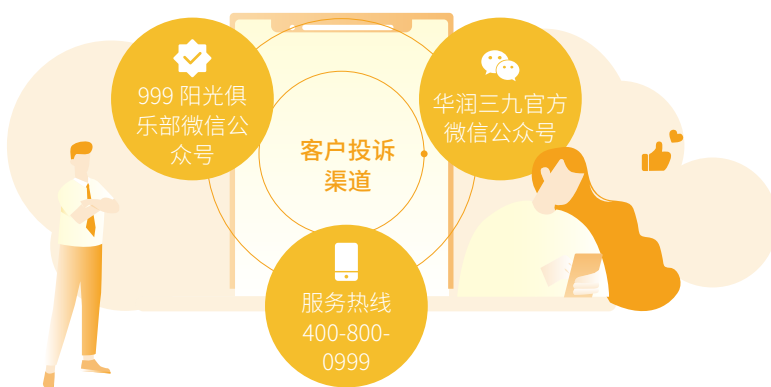 999 阳光俱
乐部微信公
众号
华润三九官方
微信公众号
客户投诉
渠道
服务热线
400-800-
0999